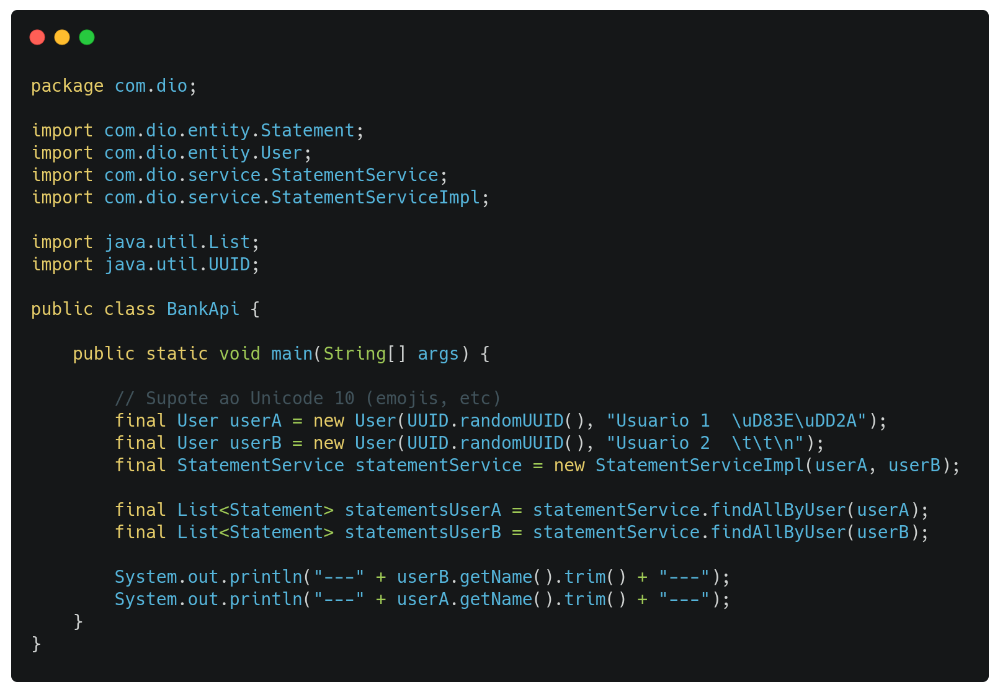 package com.dio;
import com.dio.entity.Statement;
import com.dio.entity.User;
import com.dio.service.StatementService;
import com.dio.service.StatementServiceImpl;
import java.util.List;
import java.util.UUID;
public class BankApi {
    public static void main(String[] args) {
        // Supote ao Unicode 10 (emojis, etc)
        final User userA = new User(UUID.randomUUID(), "Usuario 1  \uD83E\uDD2A");
        final User userB = new User(UUID.randomUUID(), "Usuario 2  \t\t\n");
        final StatementService statementService = new StatementServiceImpl(userA, userB);
        final List<Statement> statementsUserA = statementService.findAllByUser(userA);
        final List<Statement> statementsUserB = statementService.findAllByUser(userB);
        System.out.println("---" + userB.getName().trim() + "---");
        System.out.println("---" + userA.getName().trim() + "---");
    }
}